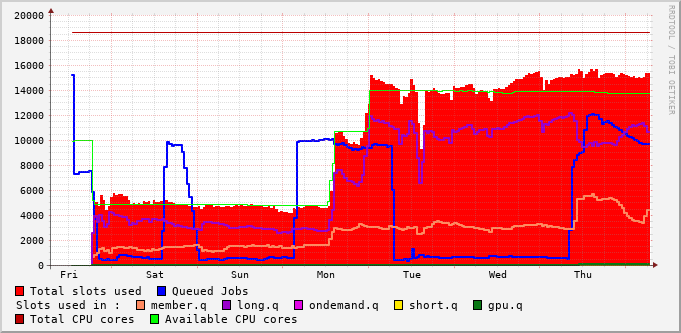 20000
18000
16000
14000
12000
10000
8000
6000
4000
2000
0
Fri Sat Sun Mon Tue Wed Thu
Total slots used Queued Jobs
Slots used in : member.q long.q ondemand.q short.q gpu.q
Total CPU cores Available CPU cores
RRDTOOL / TOBI OETIKER